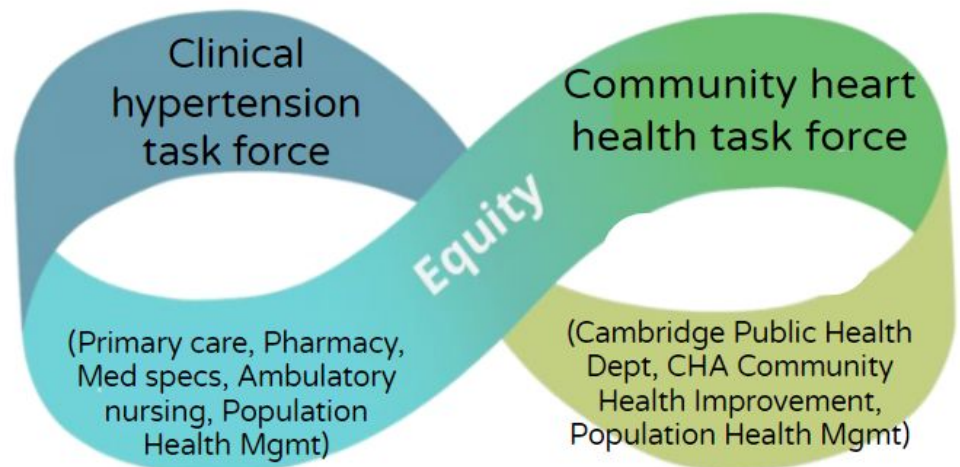 Clinical
hypertension
task force
Community heart
health task force
Equity
(Primary care, Pharmacy,
Med specs, Ambulatory
nursing, Population
Health Mgmt)
(Cambridge Public Health
Dept, CHA Community
Health Improvement,
Population Health Mgmt)